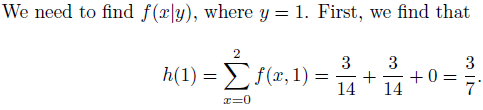 We need to find f(x|y), where y = 1. First, we find that
h(1) = \sum_{x=0}^{2} f(x, 1) = \frac{3}{14} + \frac{3}{14} + 0 = \frac{3}{7}.